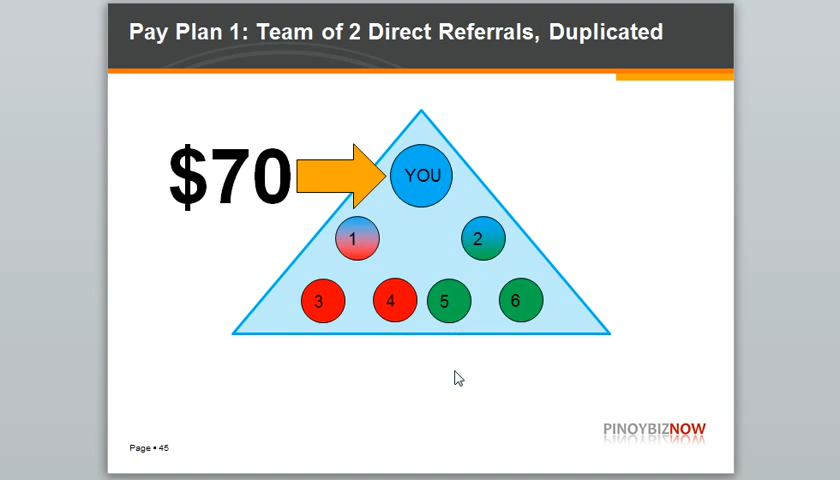 Pay Plan 1: Team of 2 Direct Referrals, Duplicated
$70
YOU
1
2
3
4
5
6
PINOYBIZNOW
Page ▪ 45